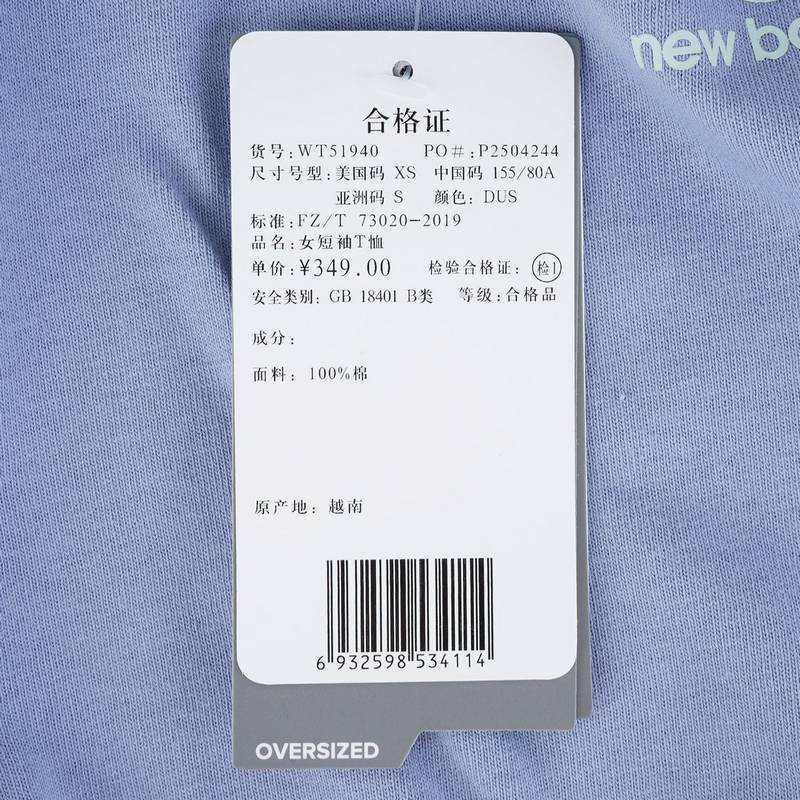 new ba
合格证
货号:WT51940 PO#:P2504244
尺寸号型:美国码 XS 中国码 155/80A
亚洲码 S 颜色: DUS
标准:FZ/T 73020-2019
品名:女短袖T恤
单价:¥349.00 检验合格证: 检1
安全类别: GB 18401 B类 等级:合格品
成分:
面料: 100%棉
原产地: 越南
6 932598 534114
OVERSIZED